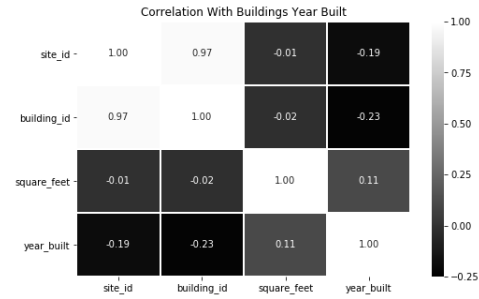 Correlation With Buildings Year Built
1.00
site_id 1.00 0.97 -0.01 -0.19
0.75
building_id 0.97 1.00 -0.02 -0.23
0.50
0.25
square_feet -0.01 -0.02 1.00 0.11
0.00
year_built -0.19 -0.23 0.11 1.00
-0.25
site_id building_id square_feet year_built